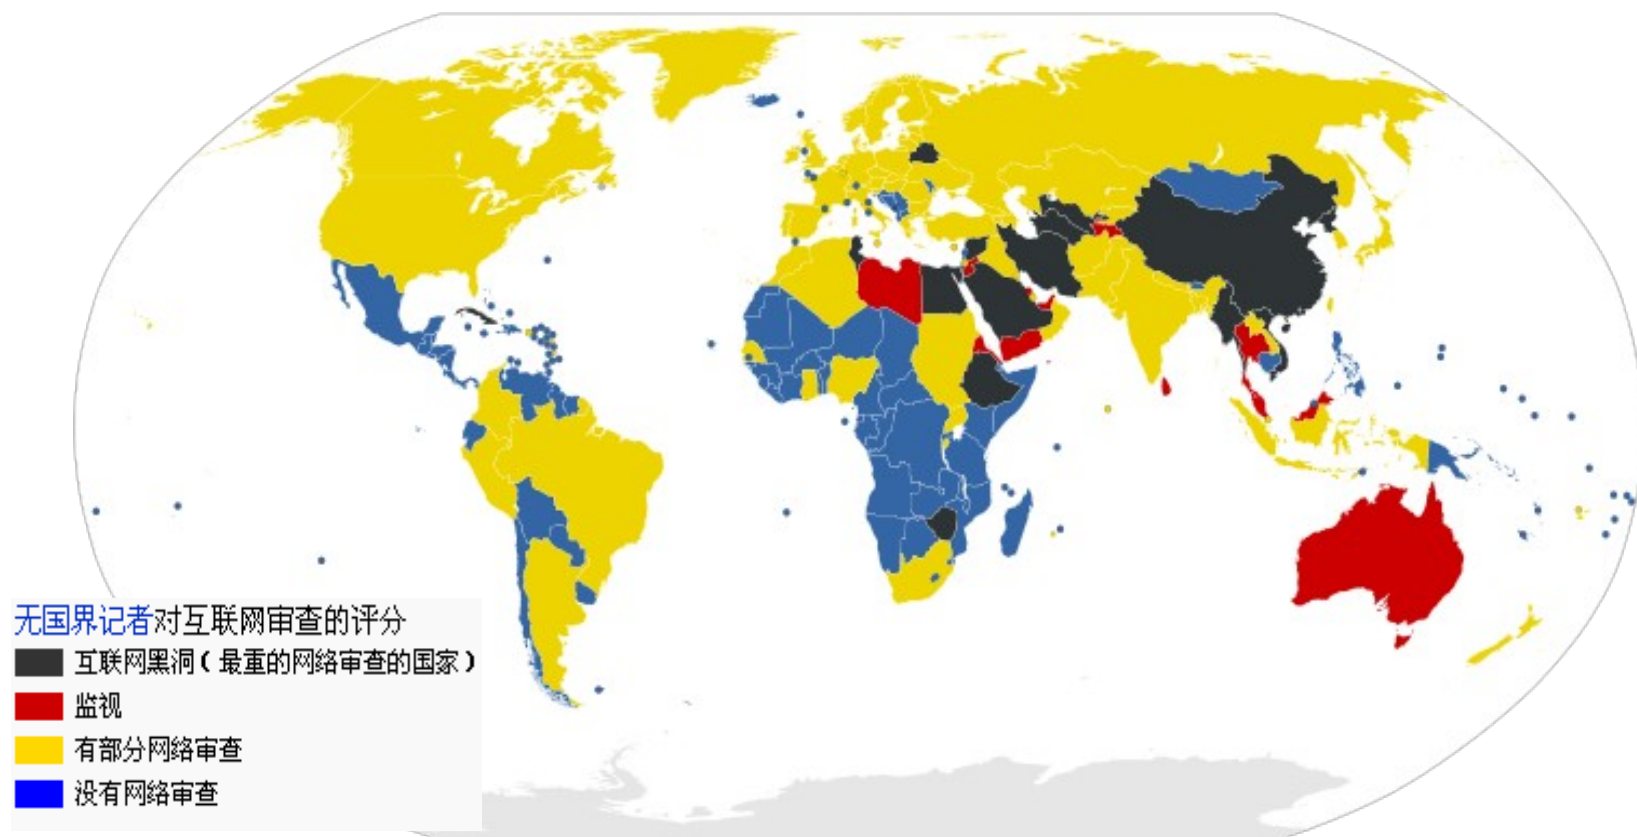 无国界记者对互联网审查的评分
互联网黑洞（最重的网络审查的国家）
监视
有部分网络审查
没有网络审查